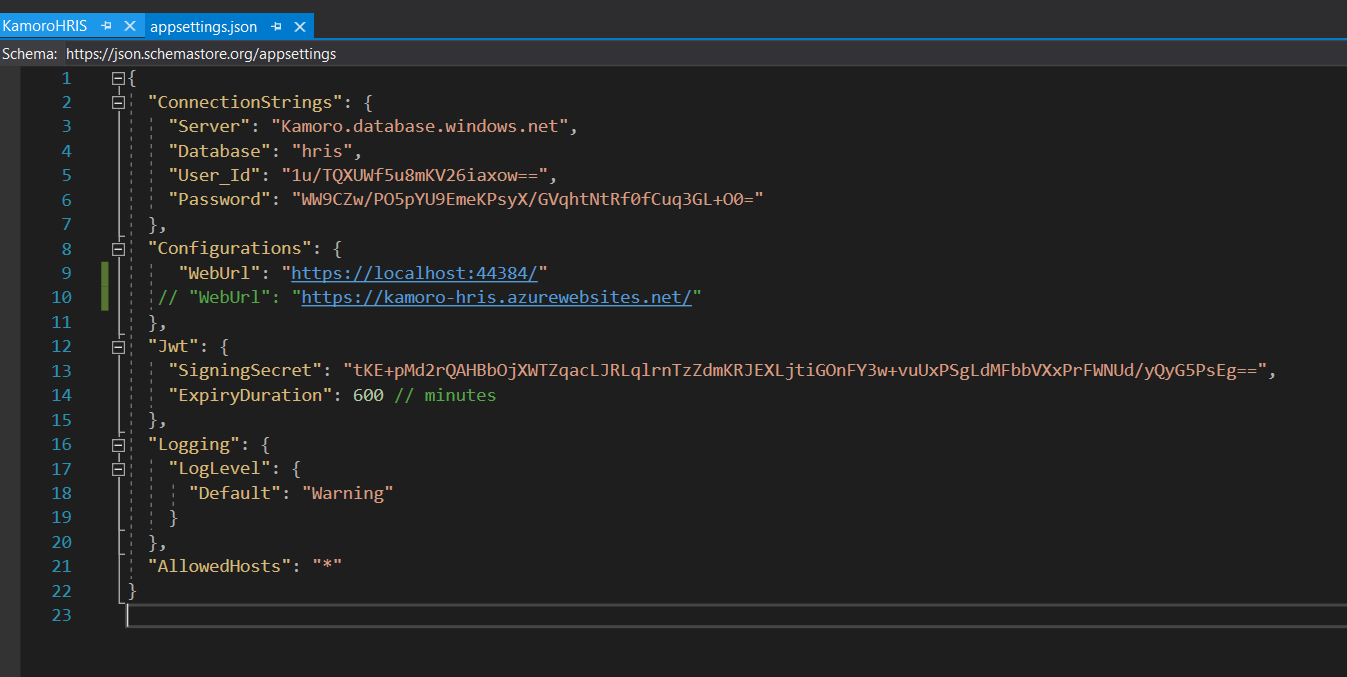 KamoroHRIS appsettings.json
Schema: https://json.schemastore.org/appsettings
1 {
2 "ConnectionStrings": {
3 "Server": "Kamoro.database.windows.net",
4 "Database": "hris",
5 "User_Id": "1u/TQXUWf5u8mKV26iaxow==",
6 "Password": "WW9CZw/PO5pYU9EmeKPsyX/GVqhtNtRf0fCuq3GL+O0="
7 },
8 "Configurations": {
9 "WebUrl": "https://localhost:44384/"
10 // "WebUrl": "https://kamoro-hris.azurewebsites.net/"
11 },
12 "Jwt": {
13 "SigningSecret": "tKE+pMd2rQAHBbOjXWTZqacLJRLqlrnTzZdmKRJEXLjtiGOnFY3w+vuUxPSgLdMFbbVXxPrFWNUd/yQyG5PsEg==",
14 "ExpiryDuration": 600 // minutes
15 },
16 "Logging": {
17 "LogLevel": {
18 "Default": "Warning"
19 }
20 },
21 "AllowedHosts": "*"
22 }
23